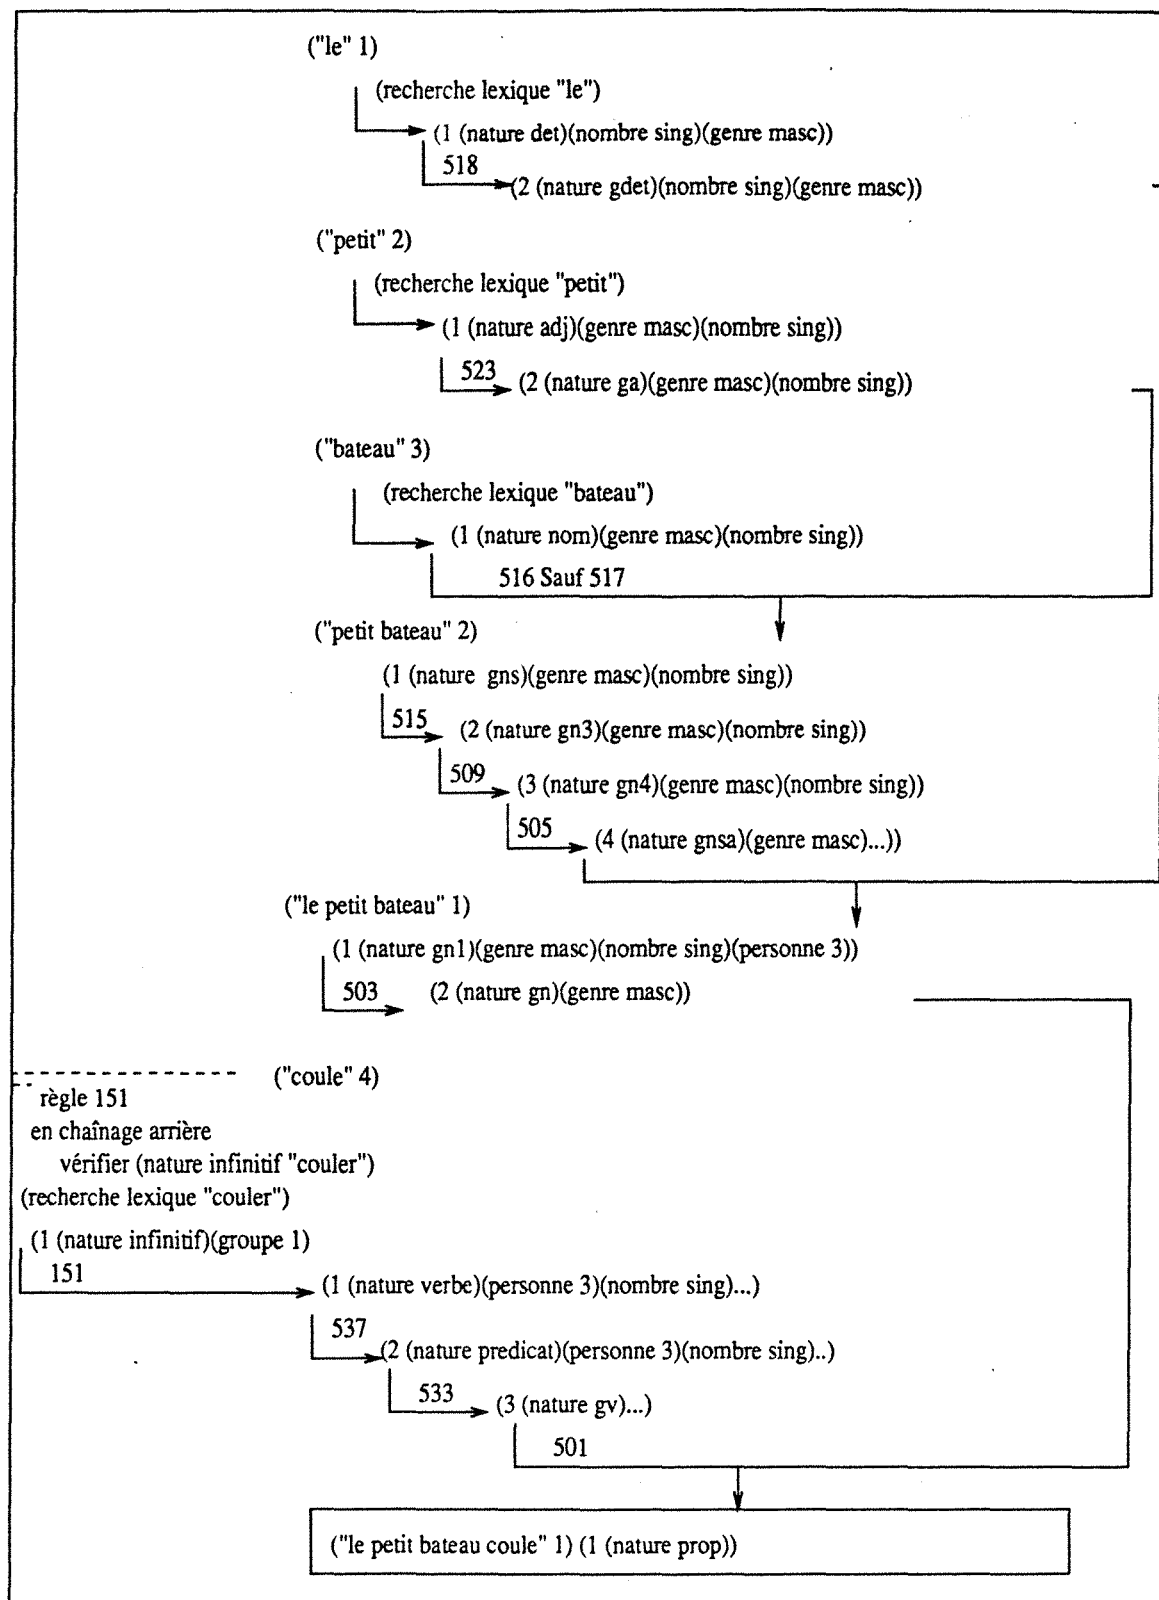 ("le" 1)
(recherche lexique "le")
(1 (nature det)(nombre sing)(genre masc))
518
(2 (nature gdet)(nombre sing)(genre masc))
("petit" 2)
(recherche lexique "petit")
(1 (nature adj)(genre masc)(nombre sing))
523
(2 (nature ga)(genre masc)(nombre sing))
("bateau" 3)
(recherche lexique "bateau")
(1 (nature nom)(genre masc)(nombre sing))
516 Sauf 517
("petit bateau" 2)
(1 (nature gns)(genre masc)(nombre sing))
515
(2 (nature gn3)(genre masc)(nombre sing))
509
(3 (nature gn4)(genre masc)(nombre sing))
505
(4 (nature gnsa)(genre masc)...))
("le petit bateau" 1)
(1 (nature gn1)(genre masc)(nombre sing)(personne 3))
503
(2 (nature gn)(genre masc))
("coule" 4)
règle 151
en chaînage arrière
vérifier (nature infinitif "couler")
(recherche lexique "couler")
(1 (nature infinitif)(groupe 1)
151
(1 (nature verbe)(personne 3)(nombre sing)...)
537
(2 (nature predicat)(personne 3)(nombre sing)..)
533
(3 (nature gv)...)
501
("le petit bateau coule" 1) (1 (nature prop))